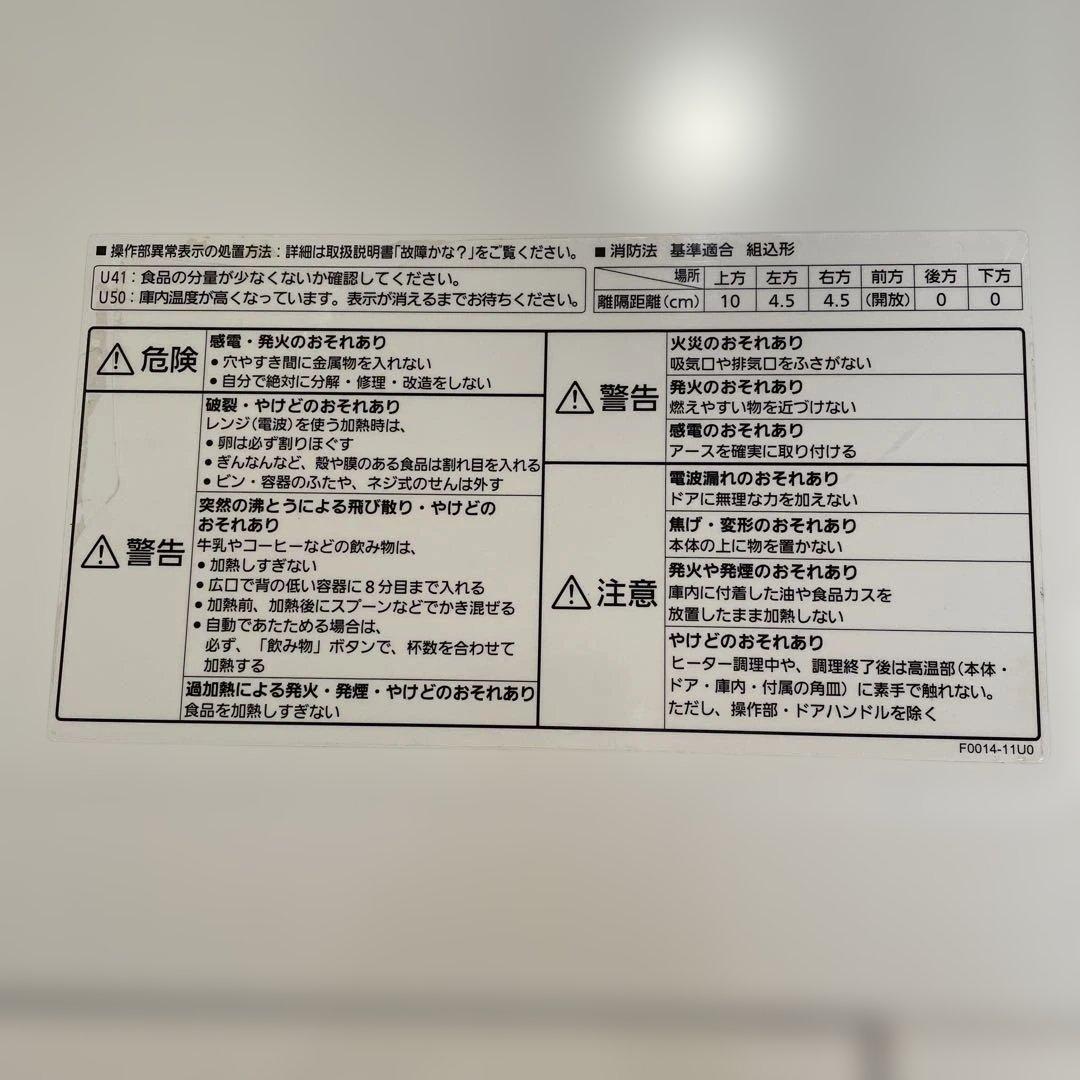 ■ 操作部異常表示の処置方法：詳細は取扱説明書「故障かな？」をご覧ください。
U41：食品の分量が少なくないか確認してください。
U50：庫内温度が高くなっています。表示が消えるまでお待ちください。
■ 消防法 基準適合 組込形
場所 上方 左方 右方 前方 後方 下方
離隔距離(cm) 10 4.5 4.5 (開放) 0 0
⚠ 危険
感電・発火のおそれあり
● 穴やすき間に金属物を入れない
● 自分で絶対に分解・修理・改造をしない
⚠ 警告
破裂・やけどのおそれあり
レンジ(電波)を使う加熱時は、
● 卵は必ず割りほぐす
● ぎんなんなど、殻や膜のある食品は割れ目を入れる
● ビン・容器のふたや、ネジ式のせんは外す
突然の沸とうによる飛び散り・やけどの
おそれあり
牛乳やコーヒーなどの飲み物は、
● 加熱しすぎない
● 広口で背の低い容器に８分目まで入れる
● 加熱前、加熱後にスプーンなどでかき混ぜる
● 自動であたためる場合は、
必ず、「飲み物」ボタンで、杯数を合わせて
加熱する
過加熱による発火・発煙・やけどのおそれあり
食品を加熱しすぎない
⚠ 警告
火災のおそれあり
吸気口や排気口をふさがない
発火のおそれあり
燃えやすい物を近づけない
感電のおそれあり
アースを確実に取り付ける
⚠ 注意
電波漏れのおそれあり
ドアに無理な力を加えない
焦げ・変形のおそれあり
本体の上に物を置かない
発火や発煙のおそれあり
庫内に付着した油や食品カスを
放置したまま加熱しない
やけどのおそれあり
ヒーター調理中や、調理終了後は高温部(本体・
ドア・庫内・付属の角皿)に素手で触れない。
ただし、操作部・ドアハンドルを除く
F0014-11U0